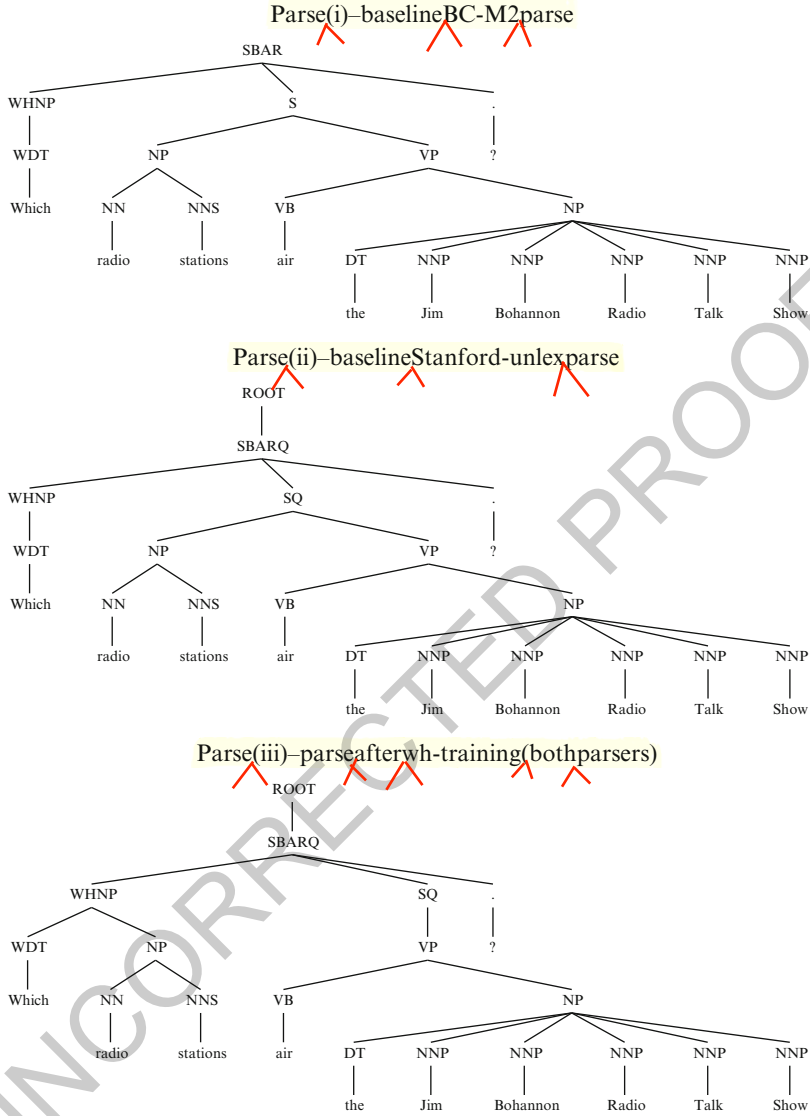 Parse(i)–baselineBC-M2parse
SBAR
WHNP S .
WDT NP VP ?
Which NN NNS VB NP
radio stations air DT NNP NNP NNP NNP NNP
the Jim Bohannon Radio Talk Show
Parse(ii)–baselineStanford-unlexparse
ROOT
SBARQ
WHNP SQ .
WDT NP VP ?
Which NN NNS VB NP
radio stations air DT NNP NNP NNP NNP NNP
the Jim Bohannon Radio Talk Show
Parse(iii)–parseafterwh-training(bothparsers)
ROOT
SBARQ
WHNP SQ .
WDT NP VP ?
Which NN NNS VB NP
radio stations air DT NNP NNP NNP NNP NNP
the Jim Bohannon Radio Talk Show
UNCORRECTED PROOF